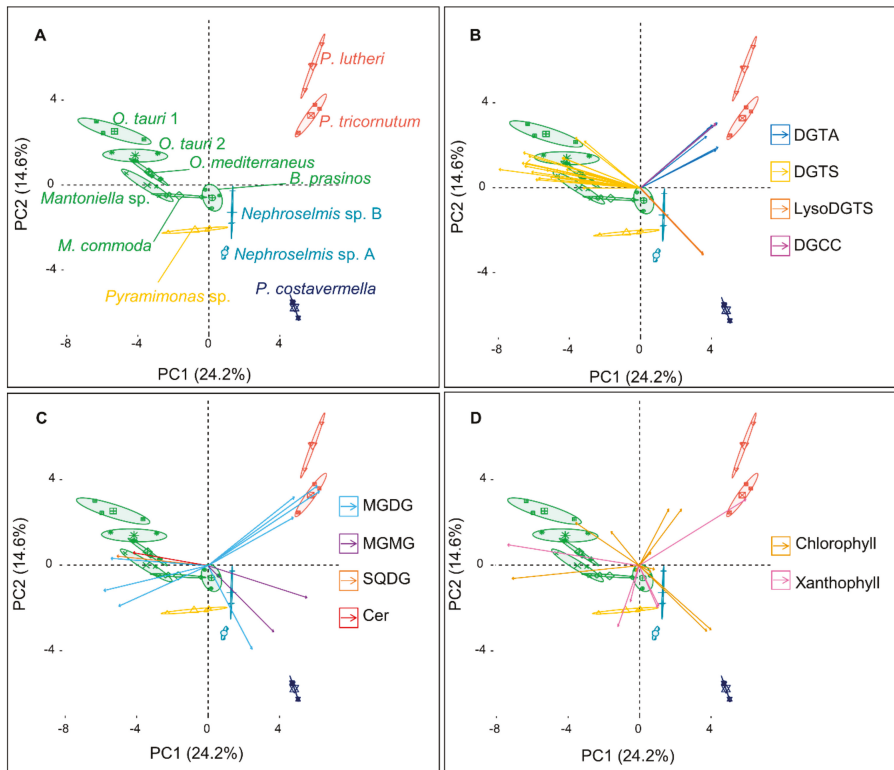 A
P. lutheri
P. tricornutum
O. tauri 1
O. tauri 2
O. mediterraneus
B. prasinos
Mantoniella sp.
Nephroselmis sp. B
M. commoda
Nephroselmis sp. A
Pyramimonas sp.
P. costavermella
PC2 (14.6%)
4
0
-4
-8
-4
0
4
PC1 (24.2%)
B
DGTA
DGTS
LysoDGTS
DGCC
PC2 (14.6%)
4
0
-4
-8
-4
0
4
PC1 (24.2%)
C
MGDG
MGMG
SQDG
Cer
PC2 (14.6%)
4
0
-4
-8
-4
0
4
PC1 (24.2%)
D
Chlorophyll
Xanthophyll
PC2 (14.6%)
4
0
-4
-8
-4
0
4
PC1 (24.2%)